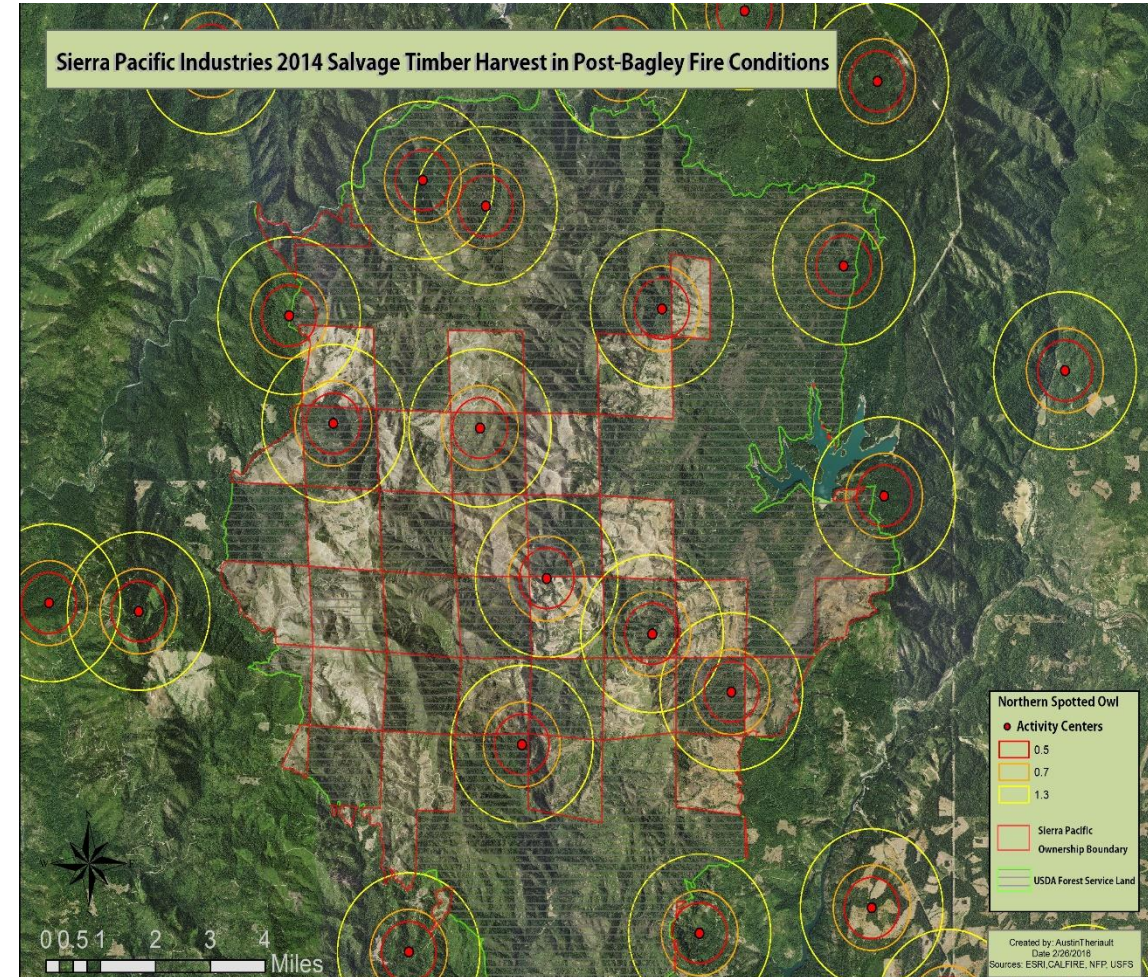 Sierra Pacific Industries 2014 Salvage Timber Harvest in Post-Bagley Fire Conditions
Northern Spotted Owl
Activity Centers
0.5
0.7
1.3
Sierra Pacific
Ownership Boundary
USDA Forest Service Land
0 0.5 1 2 3 4
Miles
Created by: AustinTheriault
Date 2/26/2016
Sources: ESRI,CALFIRE, NFP, USFS